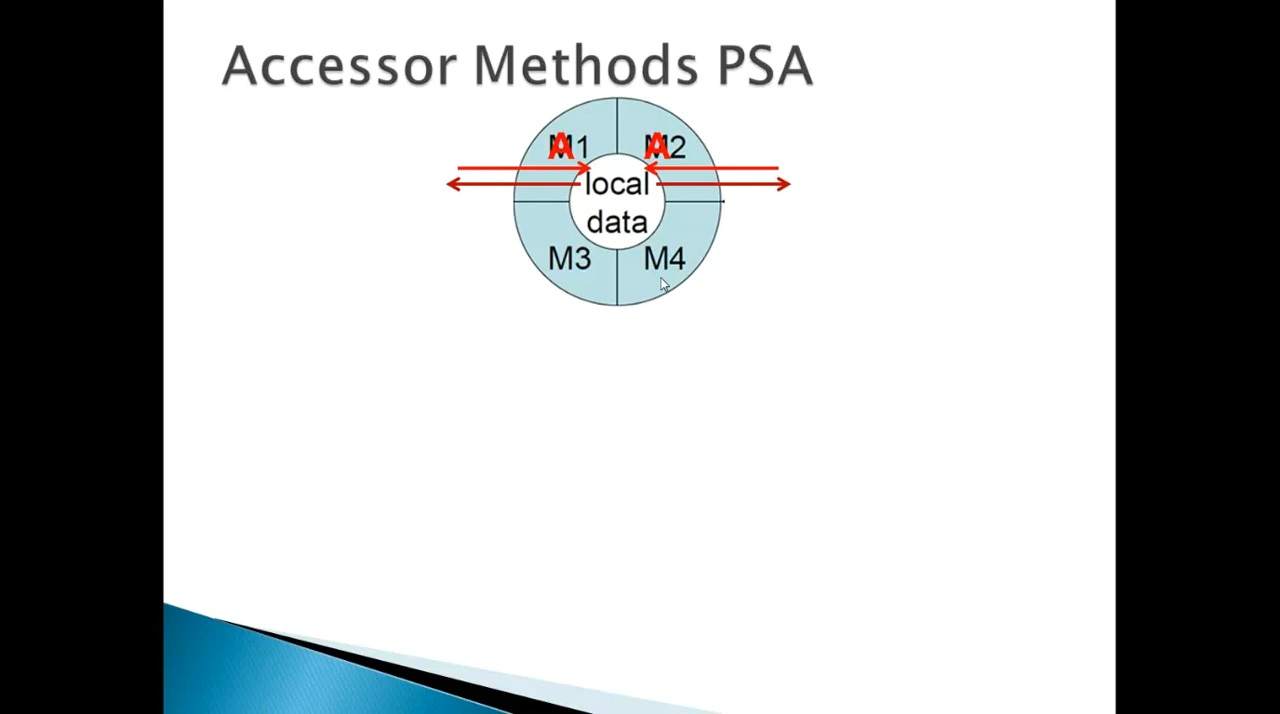 Accessor Methods PSA
M1 A M2 A
local
data
M3 M4